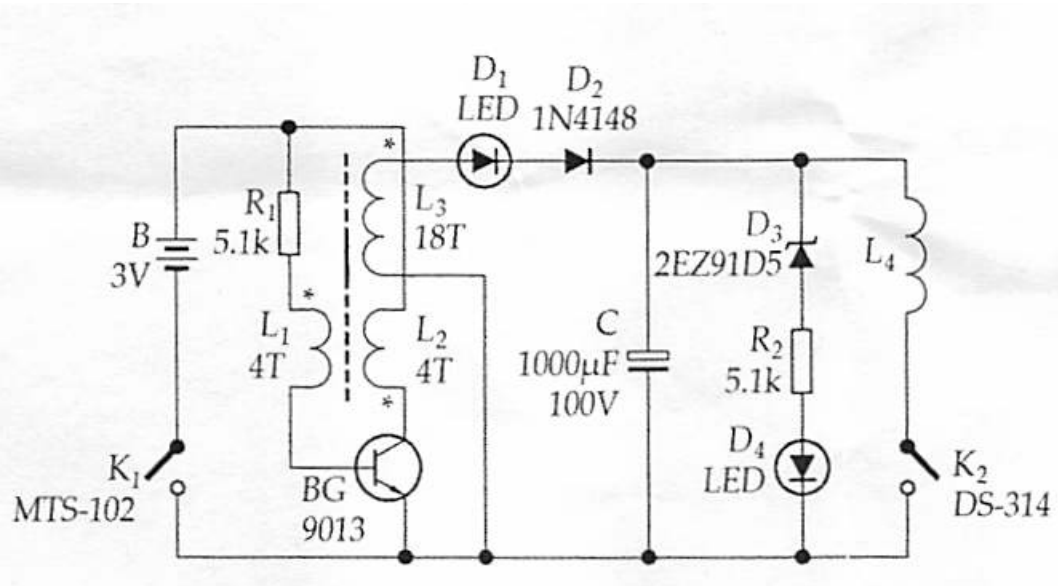 D1
LED
D2
1N4148
*
R1
5.1k
L3
18T
B
3V
D3
2EZ91D5
L4
*
L1
4T
L2
4T
*
C
1000μF
100V
R2
5.1k
K1
MTS-102
BG
9013
D4
LED
K2
DS-314